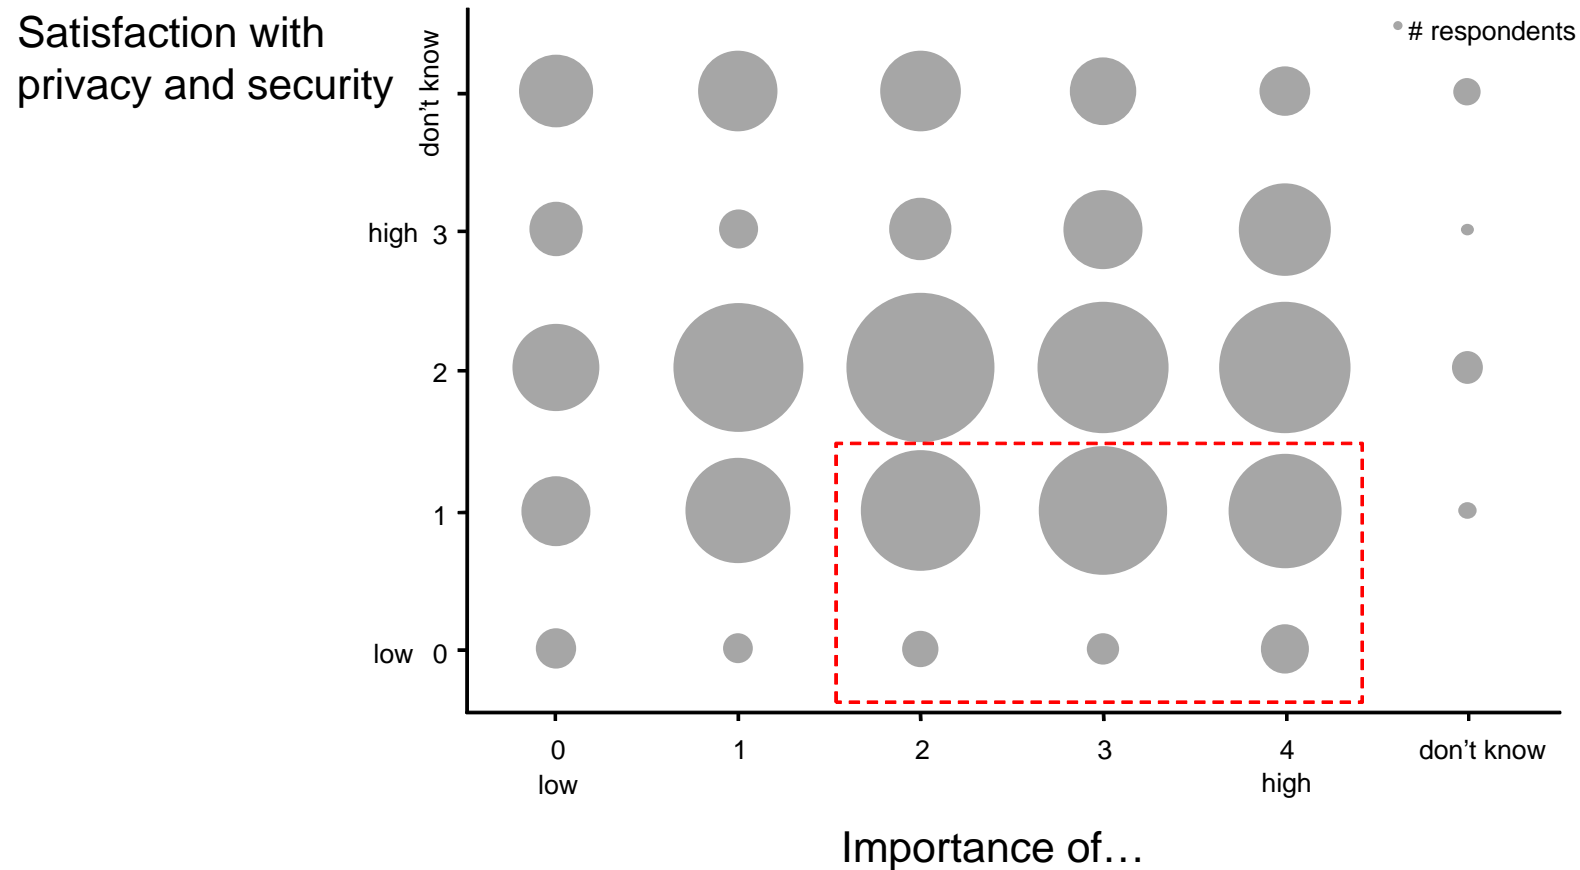 Satisfaction with
privacy and security
don't know
# respondents
high 3
2
1
low 0
0 1 2 3 4 don't know
low high
Importance of…